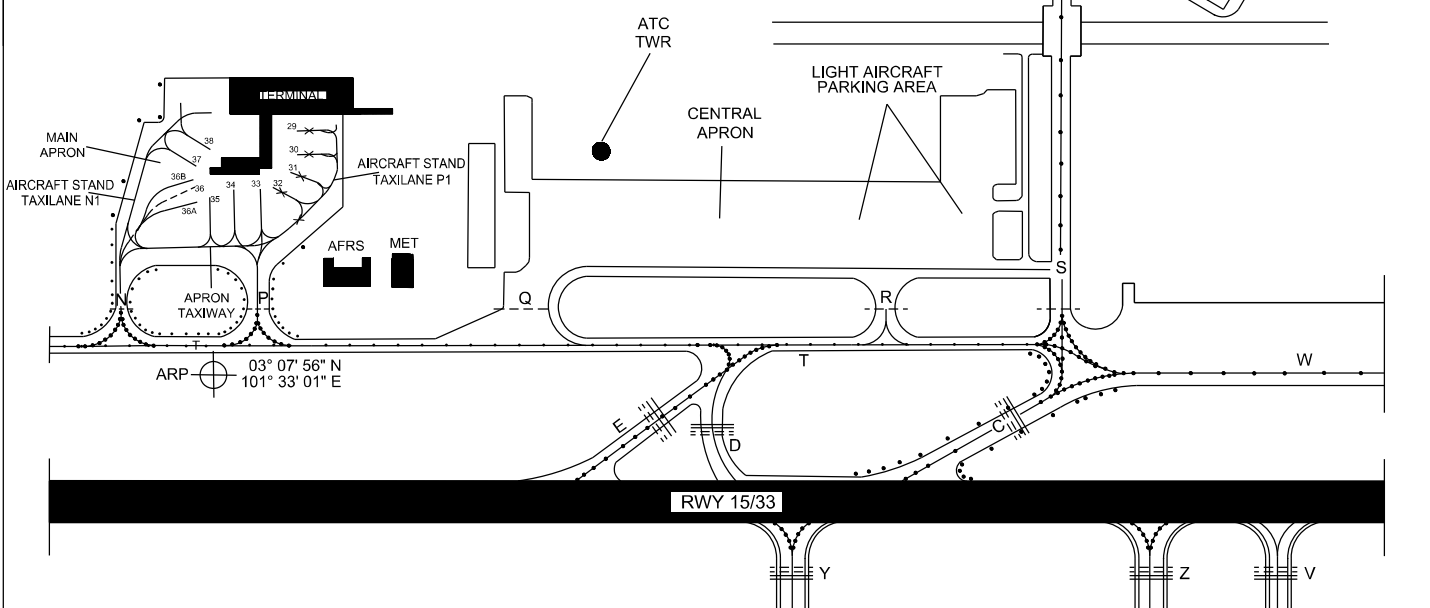 ATC
TWR
LIGHT AIRCRAFT
PARKING AREA
TERMINAL
CENTRAL
APRON
MAIN
APRON
29
38
30
37
31
AIRCRAFT STAND
TAXILANE P1
AIRCRAFT STAND
TAXILANE N1
36B
36
34
33
32
35
36A
AFRS
MET
S
N
APRON
TAXIWAY
P
Q
R
T
ARP
03° 07' 56" N
101° 33' 01" E
T
W
E
D
C
RWY 15/33
Y
Z
V